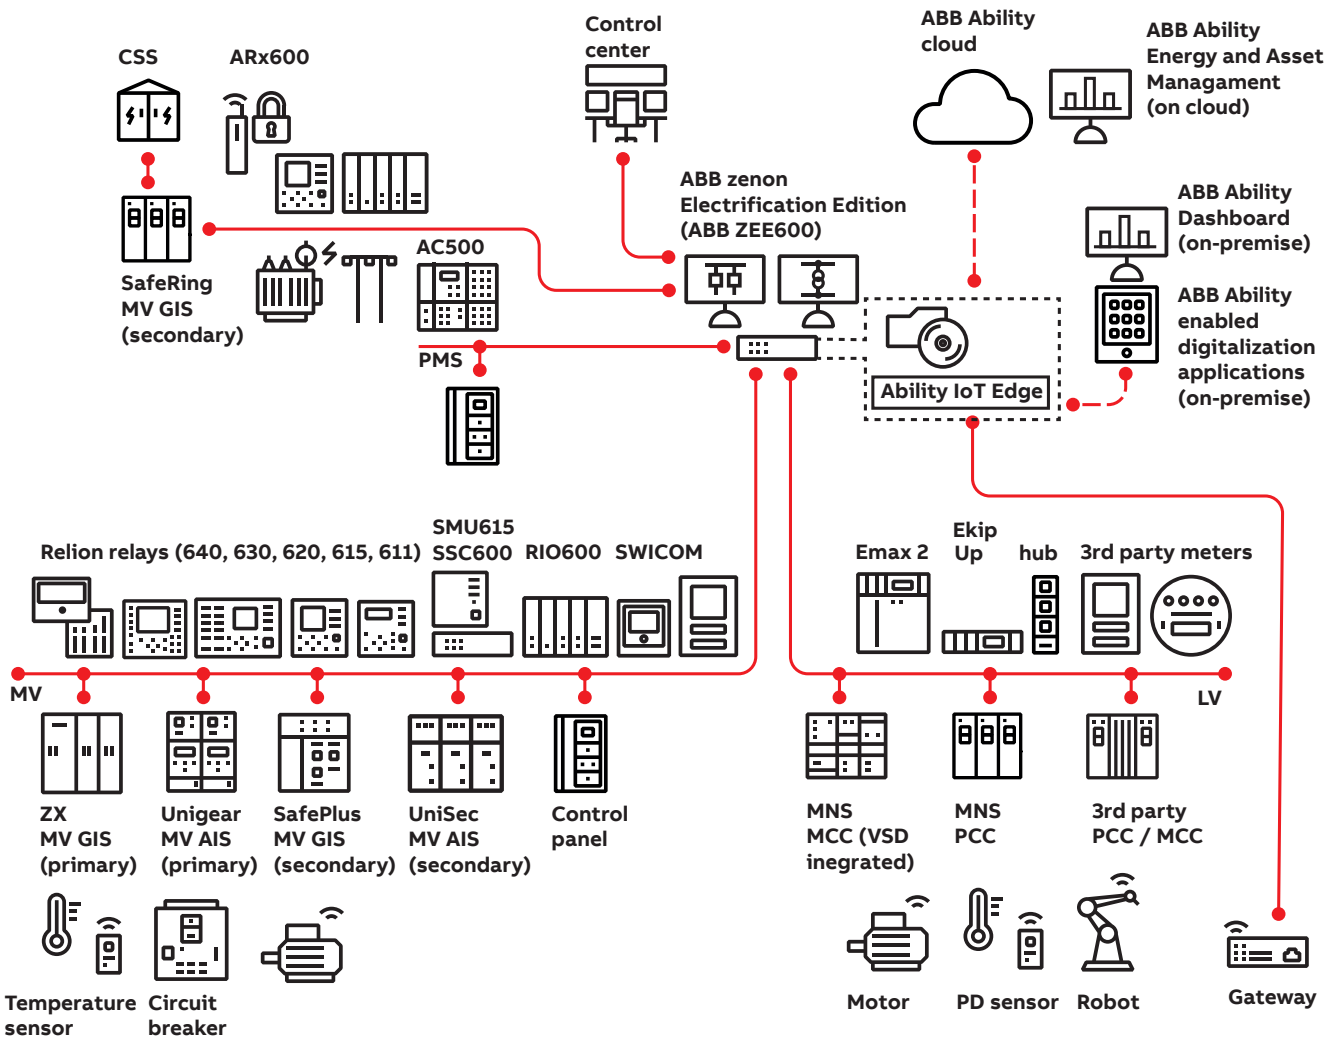 CSS
ARx600
Control
center
ABB Ability
cloud
ABB Ability
Energy and Asset
Managament
(on cloud)
ABB zenon
Electrification Edition
(ABB ZEE600)
ABB Ability
Dashboard
(on-premise)
SafeRing
MV GIS
(secondary)
AC500
PMS
Ability IoT Edge
ABB Ability
enabled
digitalization
applications
(on-premise)
Relion relays (640, 630, 620, 615, 611)
SMU615
SSC600
RIO600
SWICOM
Emax 2
Ekip
Up
hub
3rd party meters
MV
LV
ZX
MV GIS
(primary)
Unigear
MV AIS
(primary)
SafePlus
MV GIS
(secondary)
UniSec
MV AIS
(secondary)
Control
panel
MNS
MCC (VSD
inegrated)
MNS
PCC
3rd party
PCC / MCC
Temperature
sensor
Circuit
breaker
Motor
PD sensor
Robot
Gateway